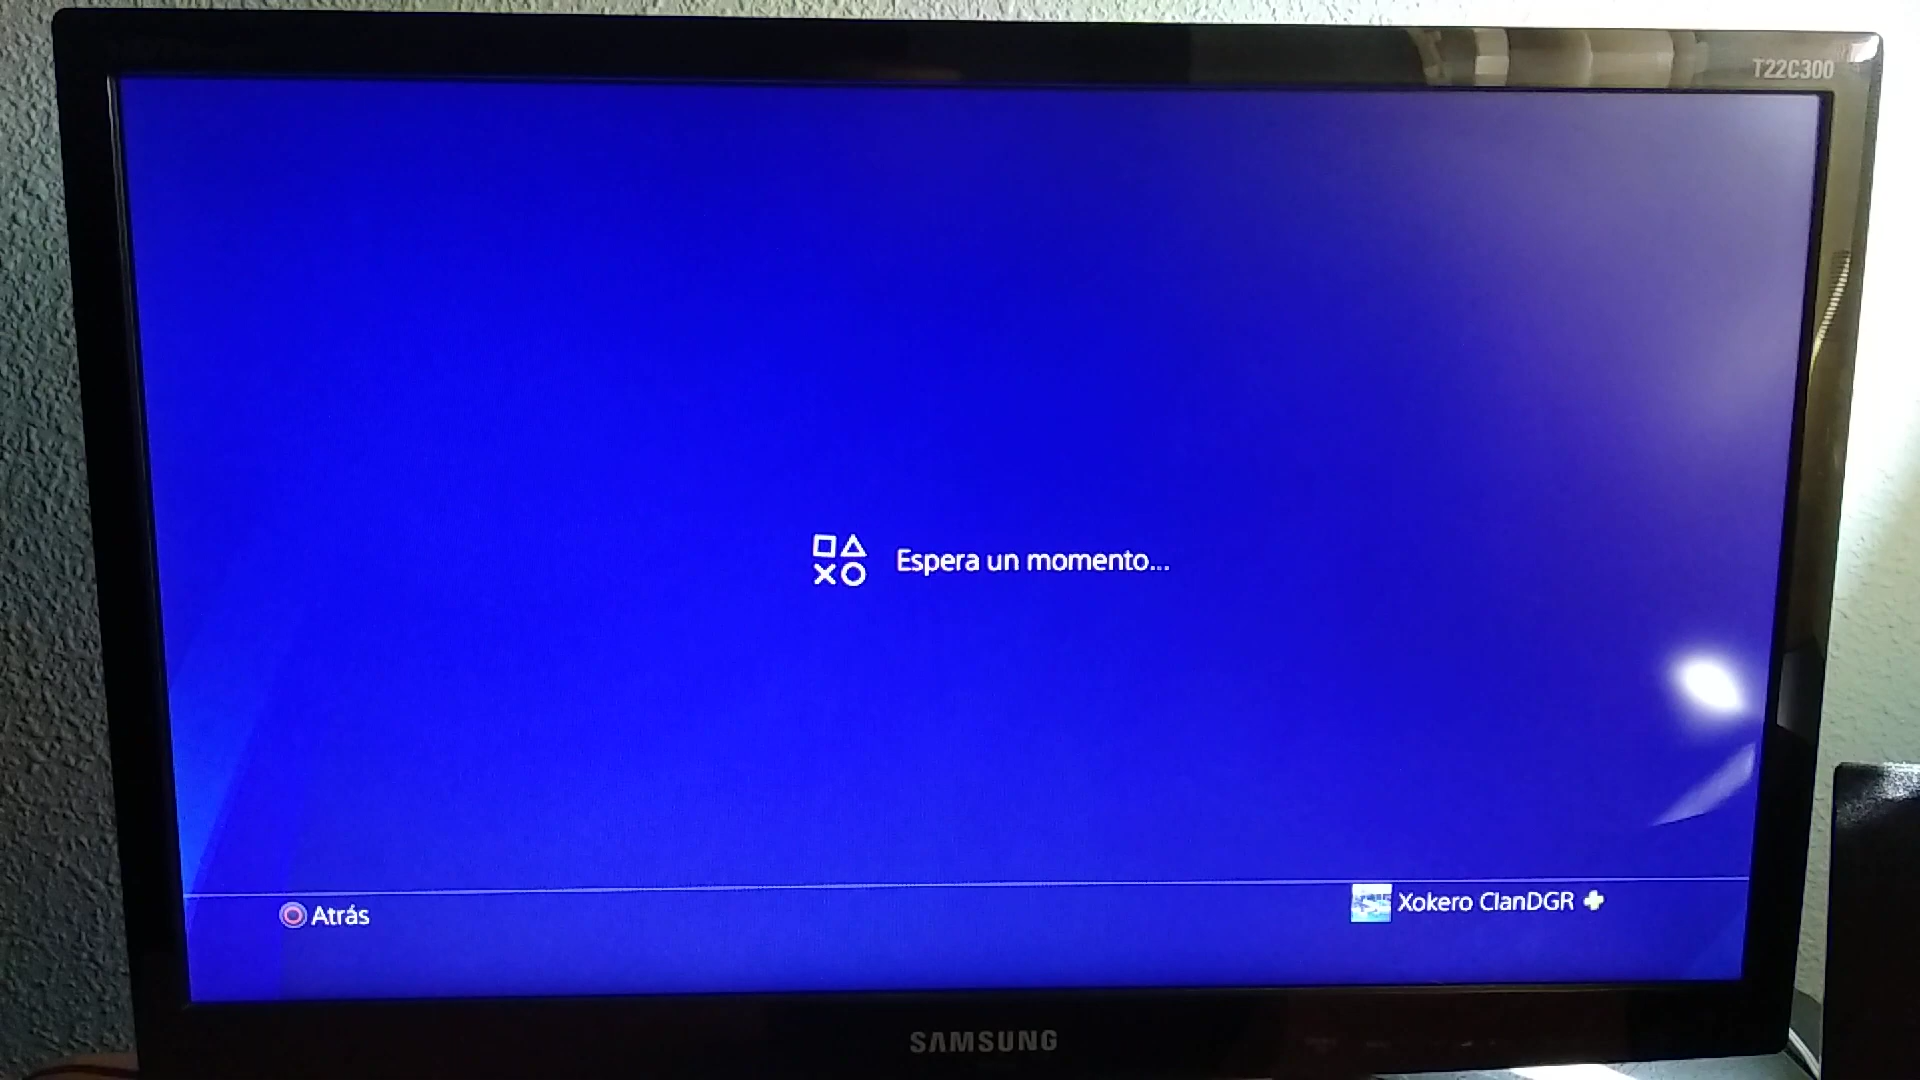 T22C300
Espera un momento...
Atrás
Xokero ClanDGR
SAMSUNG